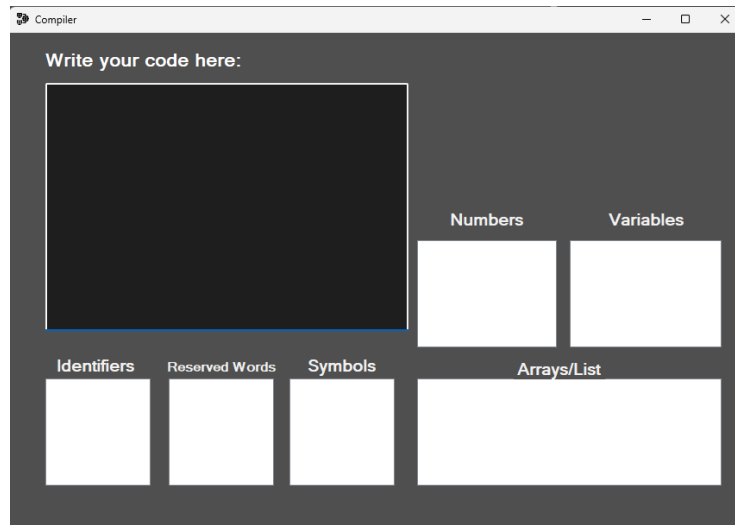 Compiler
Write your code here:
Numbers
Variables
Identifiers
Reserved Words
Symbols
Arrays/List